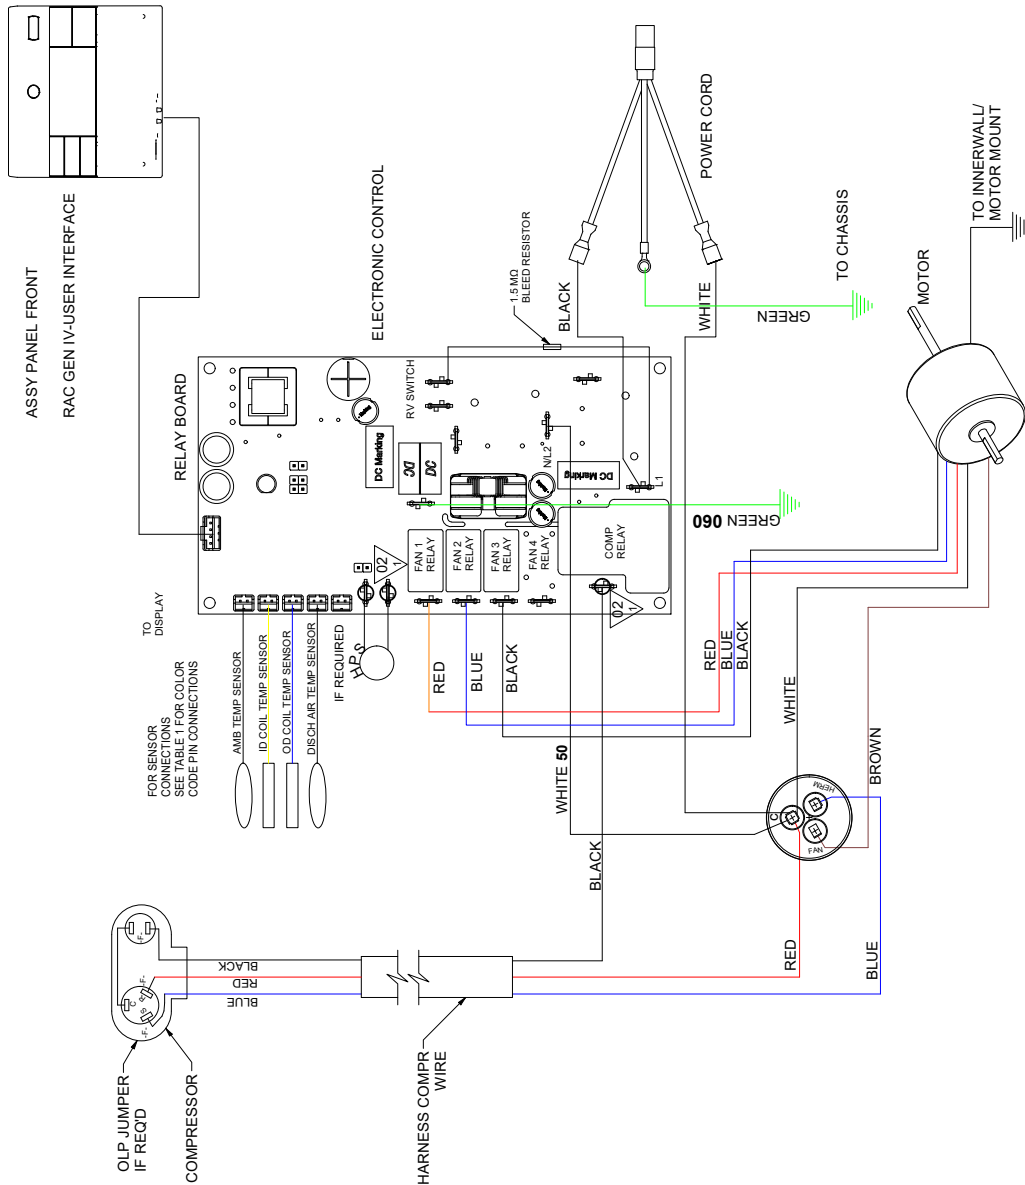 ASSY PANEL FRONT
RAC GEN IV-USER INTERFACE
RELAY BOARD
ELECTRONIC CONTROL
1.5 MΩ
BLEED RESISTOR
BLACK
POWER CORD
WHITE
GREEN
TO CHASSIS
MOTOR
TO INNERWALL/
MOTOR MOUNT
TO
DISPLAY
RV SWITCH
DC Marking
DC
DC
N/L2
DC Marking
L1
FAN 1
RELAY
FAN 2
RELAY
FAN 3
RELAY
FAN 4
RELAY
COMP
RELAY
02
1
02
1
GREEN 060
FOR SENSOR
CONNECTIONS
SEE TABLE 1 FOR COLOR
CODE PIN CONNECTIONS
AMB TEMP SENSOR
ID COIL TEMP SENSOR
OD COIL TEMP SENSOR
DISCH AIR TEMP SENSOR
IF REQUIRED
H.P.S
RED
BLUE
BLACK
RED
BLUE
BLACK
WHITE 50
WHITE
BROWN
BLACK
C
HERM
FAN
RED
BLUE
BLACK
RED
BLUE
C
R
S
-F-
-F-
-F-
OLP JUMPER
IF REQ'D
COMPRESSOR
HARNESS COMPR
WIRE